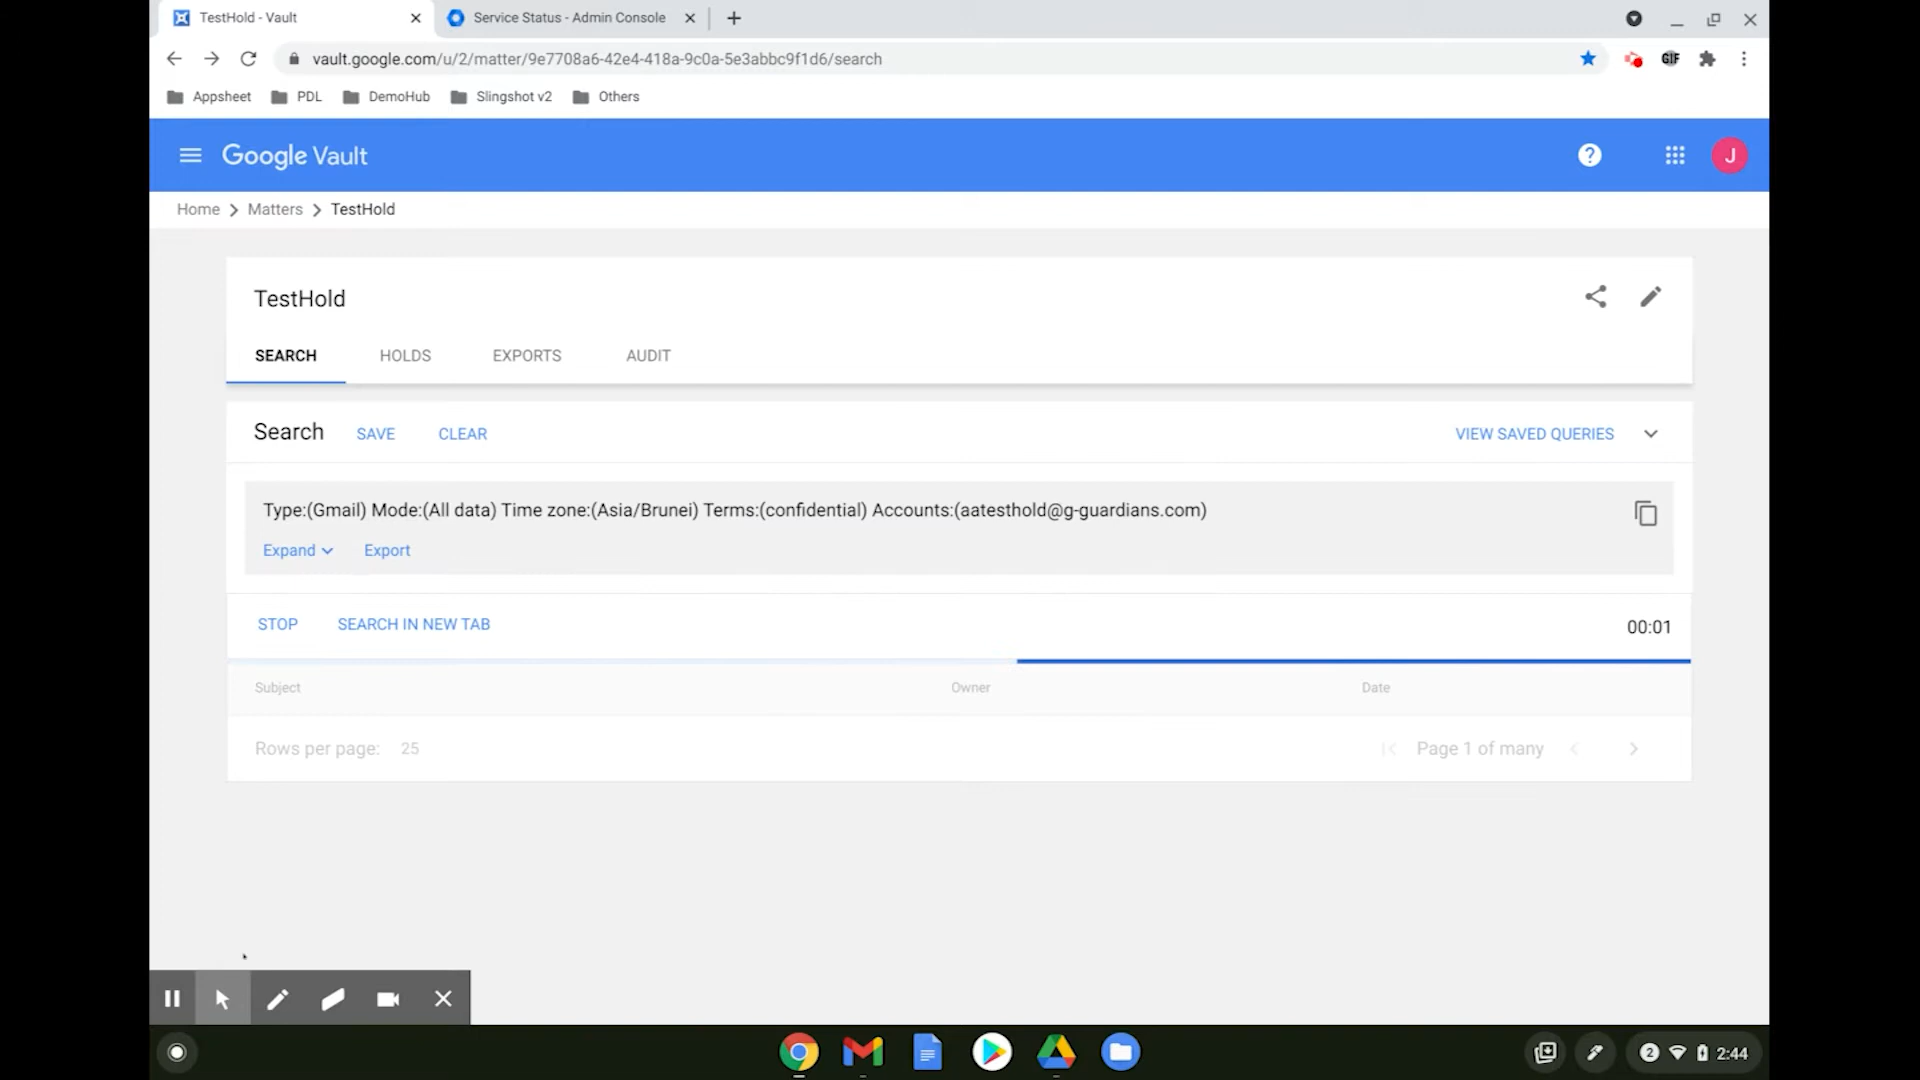 TestHold - Vault
Service Status - Admin Console
vault.google.com/u/2/matter/9e7708a6-42e4-418a-9c0a-5e3abbc9f1d6/search
GIF
Appsheet
PDL
DemoHub
Slingshot v2
Others
Google Vault
?
J
Home > Matters > TestHold
TestHold
SEARCH
HOLDS
EXPORTS
AUDIT
Search
SAVE
CLEAR
VIEW SAVED QUERIES
Type:(Gmail) Mode:(All data) Time zone:(Asia/Brunei) Terms:(confidential) Accounts:(aatesthold@g-guardians.com)
Expand
Export
STOP
SEARCH IN NEW TAB
00:01
Subject
Owner
Date
Rows per page: 25
Page 1 of many
2
2:44